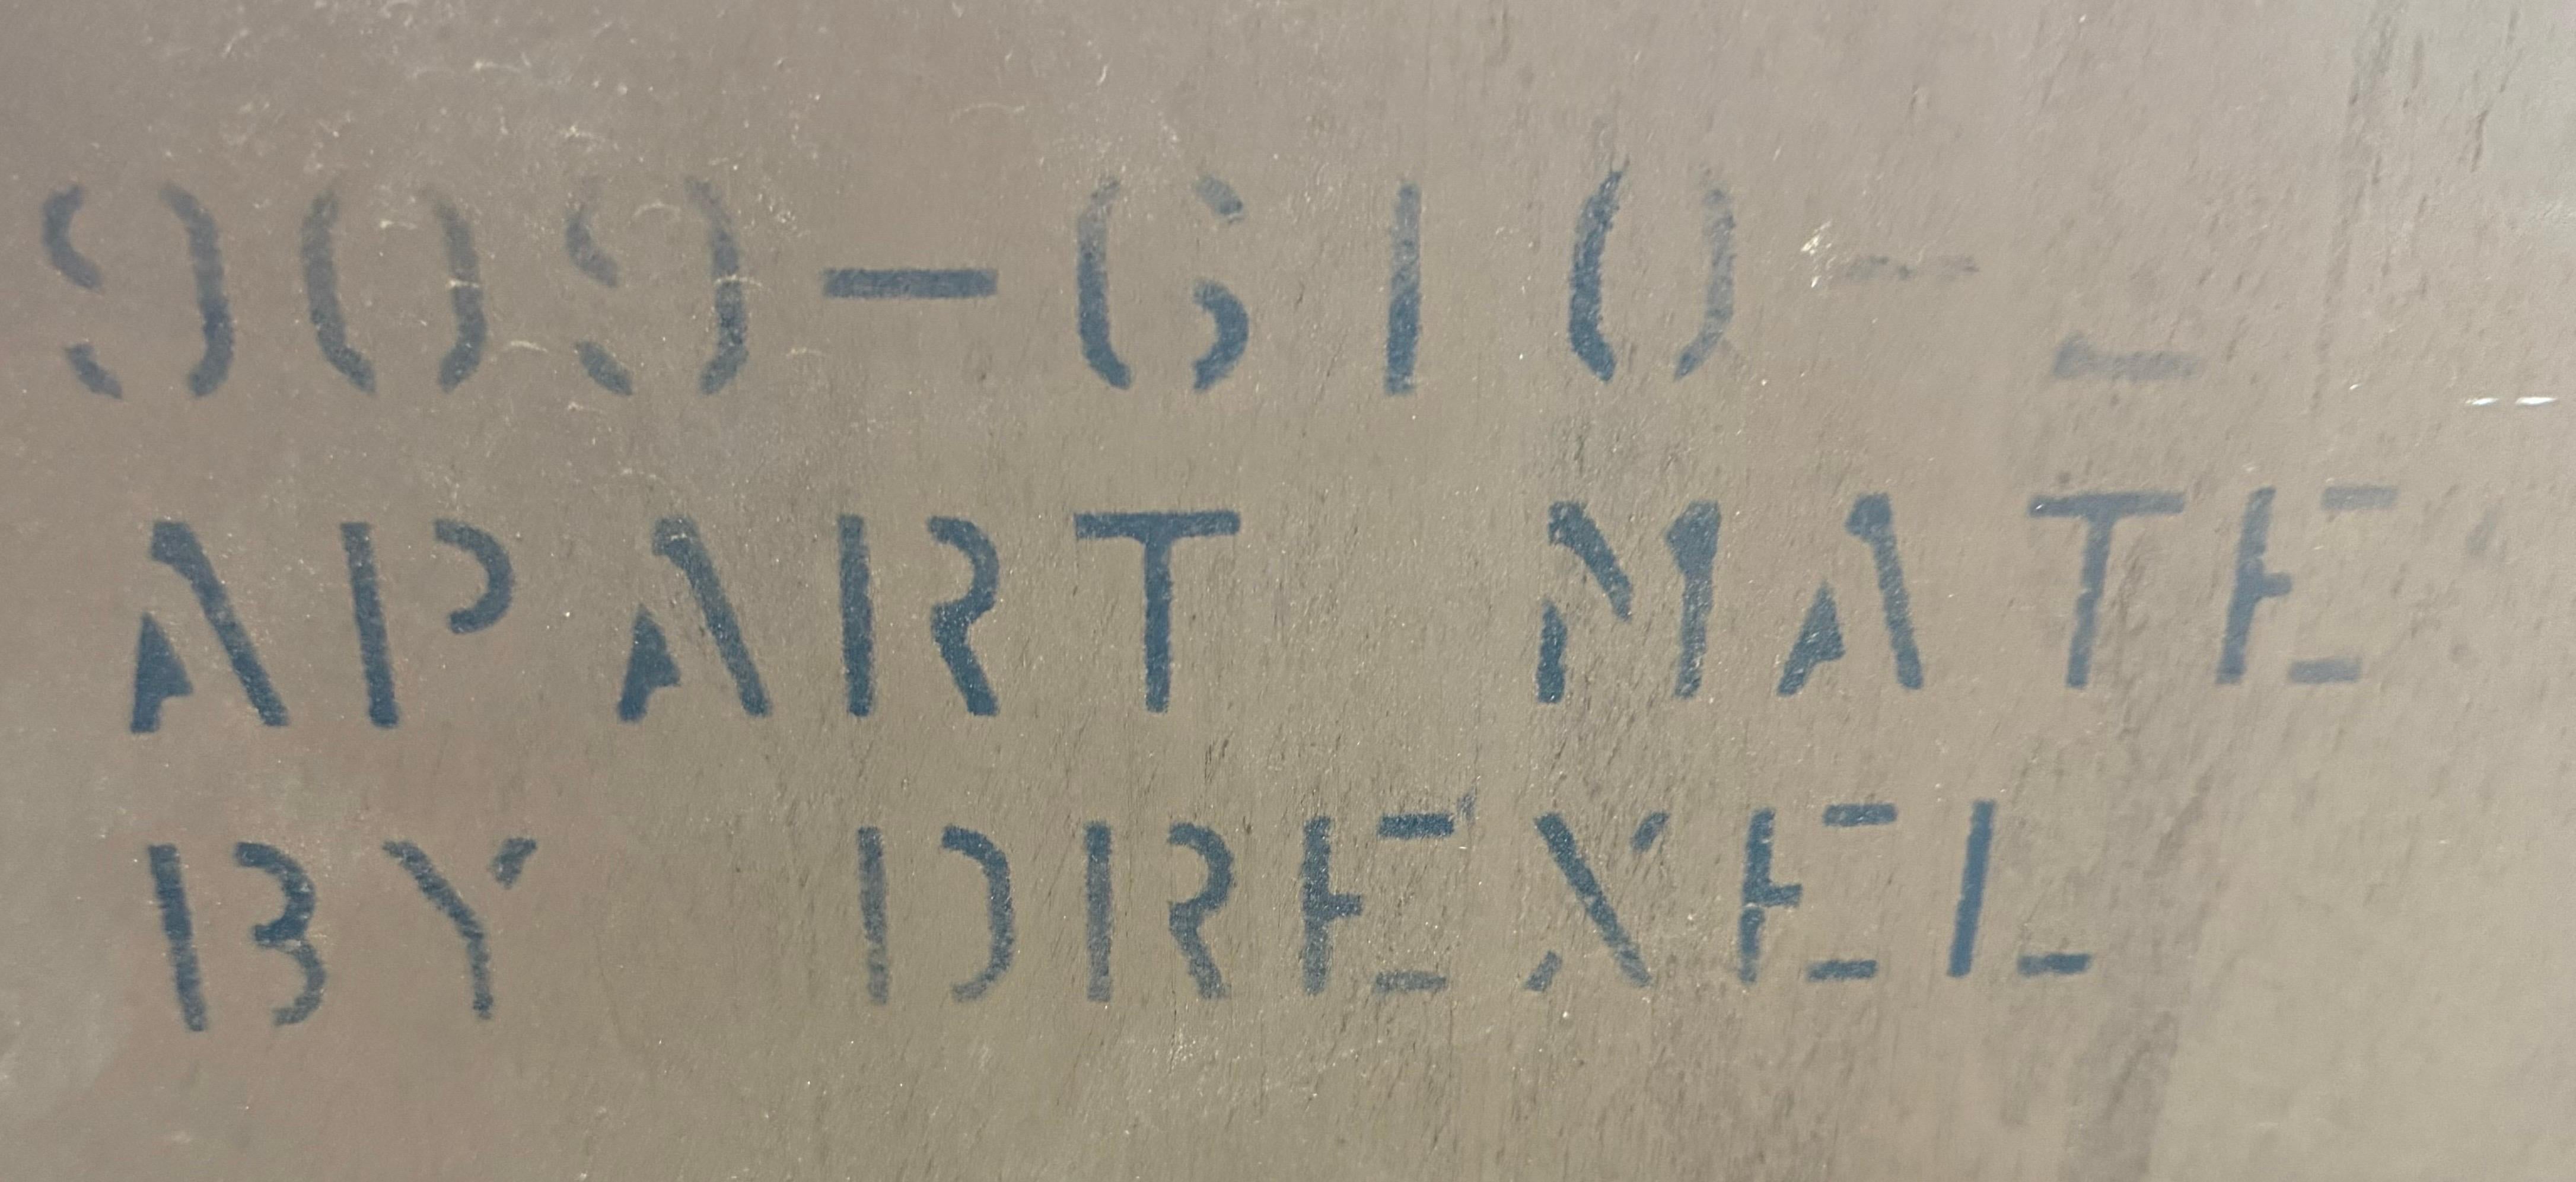 909-610-
APART MATE
BY DREXEL